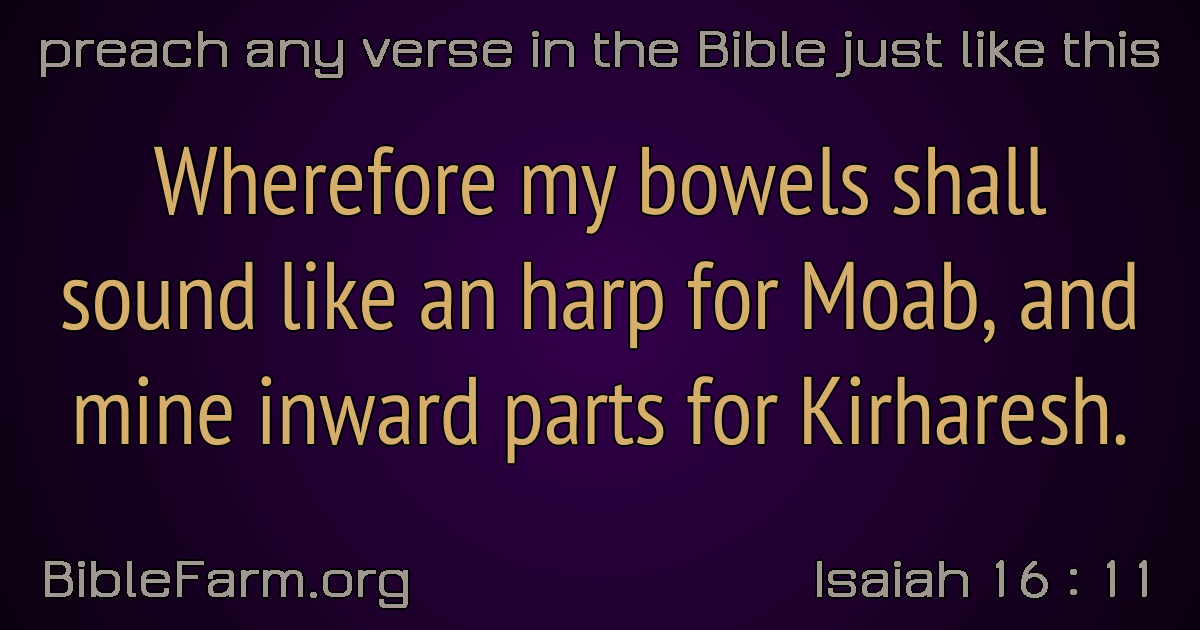 preach any verse in the Bible just like this
Wherefore my bowels shall
sound like an harp for Moab, and
mine inward parts for Kirharesh.
BibleFarm.org
Isaiah 16 : 11